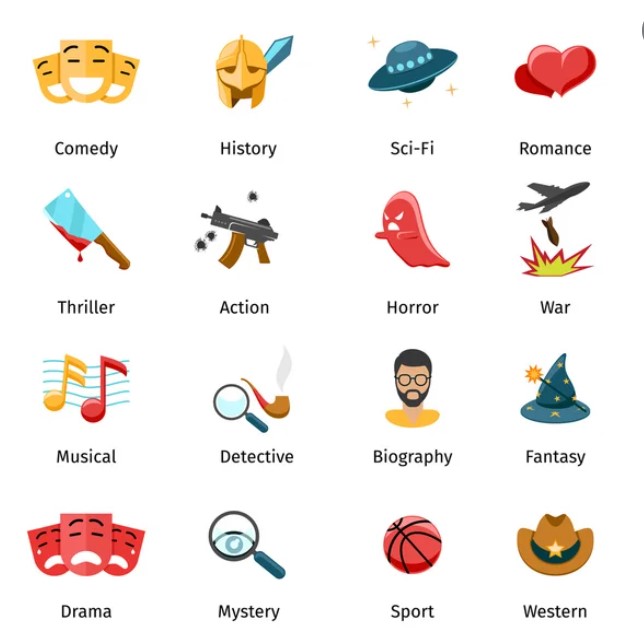 Comedy
History
Sci-Fi
Romance
Thriller
Action
Horror
War
Musical
Detective
Biography
Fantasy
Drama
Mystery
Sport
Western